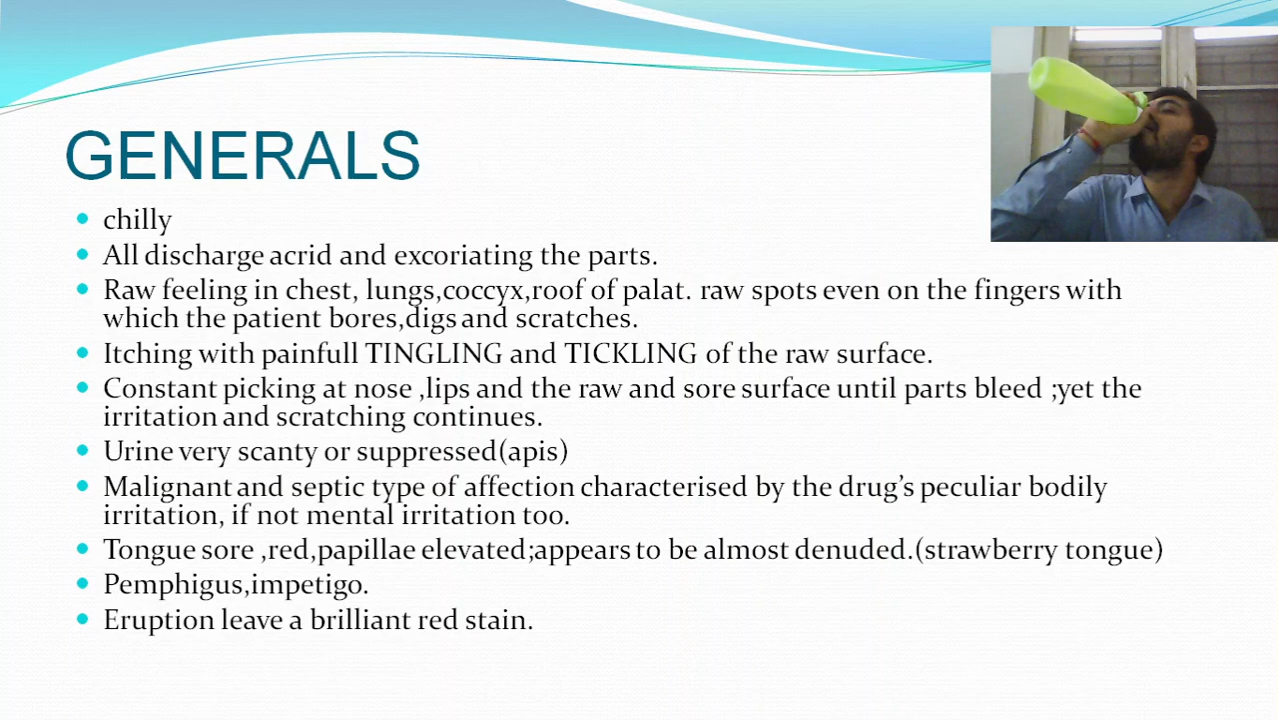 GENERALS
chilly
All discharge acrid and excoriating the parts.
Raw feeling in chest, lungs,coccyx,roof of palat. raw spots even on the fingers with
which the patient bores,digs and scratches.
Itching with painfull TINGLING and TICKLING of the raw surface.
Constant picking at nose ,lips and the raw and sore surface until parts bleed ;yet the
irritation and scratching continues.
Urine very scanty or suppressed(apis)
Malignant and septic type of affection characterised by the drug’s peculiar bodily
irritation, if not mental irritation too.
Tongue sore ,red,papillae elevated;appears to be almost denuded.(strawberry tongue)
Pemphigus,impetigo.
Eruption leave a brilliant red stain.